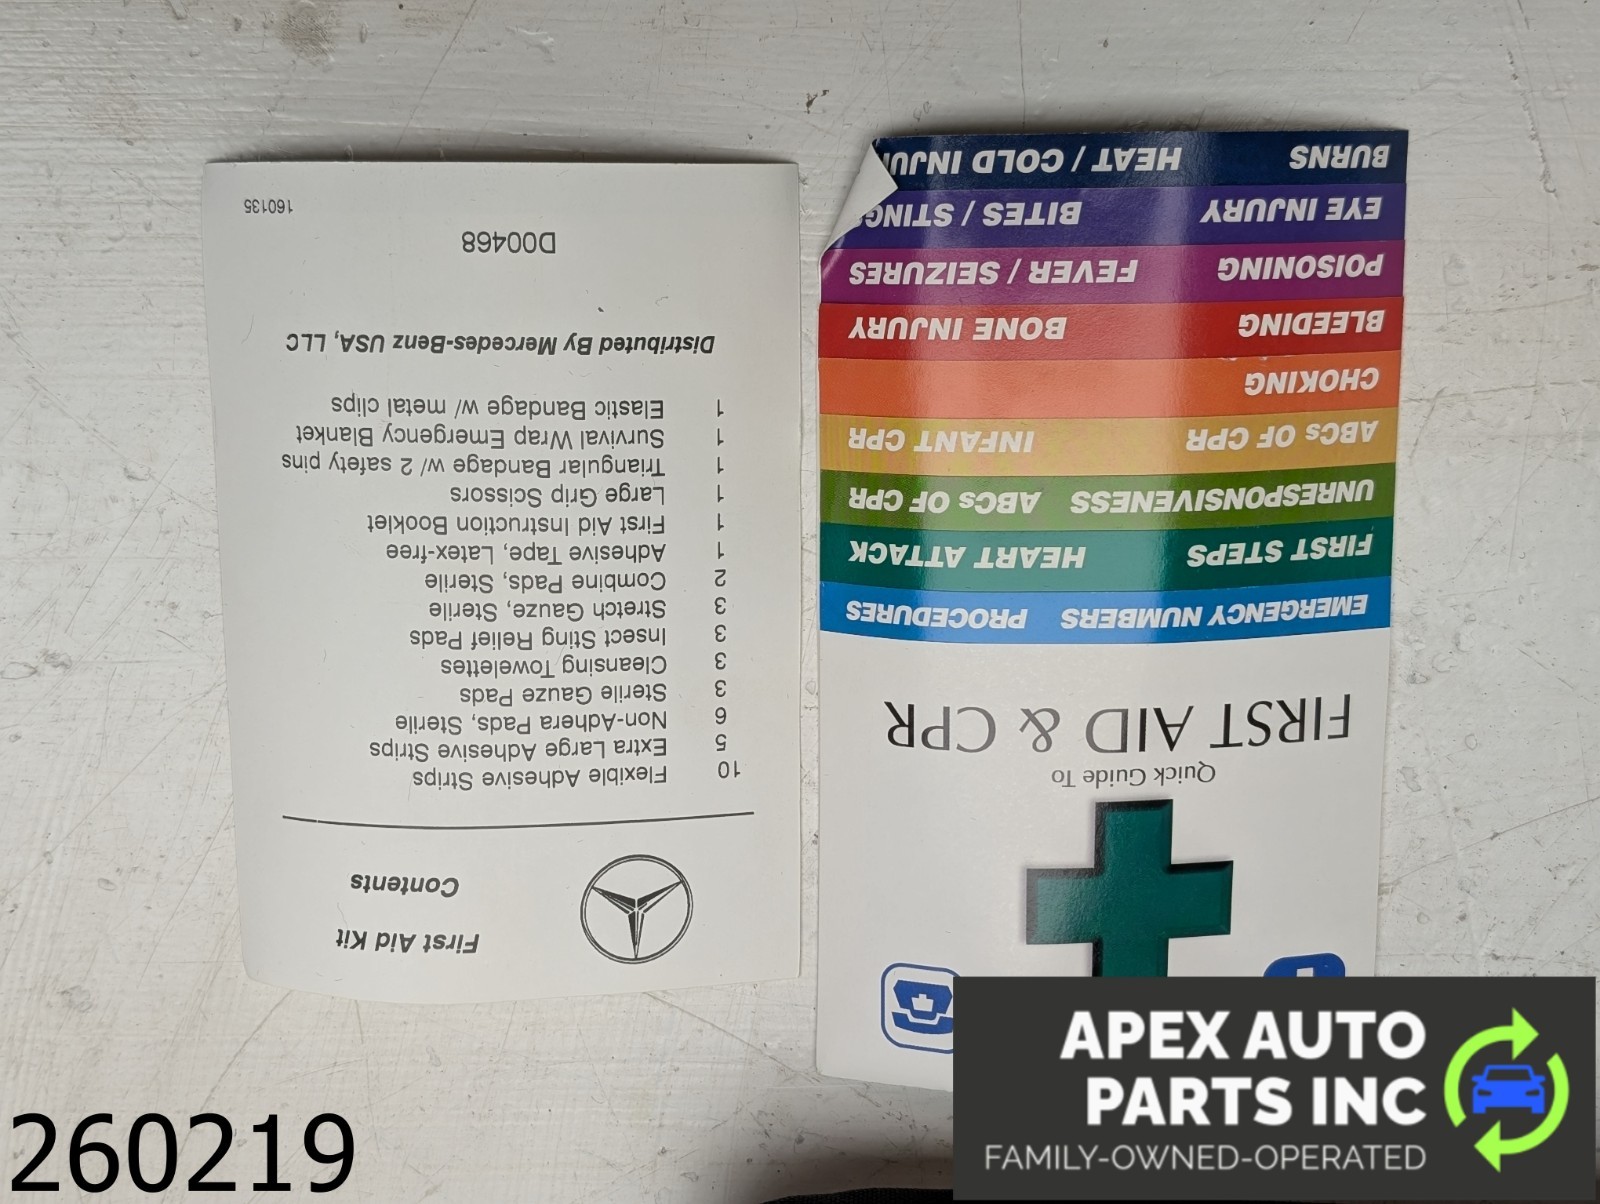 First Aid Kit
Contents
10 Flexible Adhesive Strips
5 Extra Large Adhesive Strips
6 Non-Adhera Pads, Sterile
3 Sterile Gauze Pads
3 Cleansing Towelettes
3 Insect Sting Relief Pads
3 Stretch Gauze, Sterile
2 Combine Pads, Sterile
1 Adhesive Tape, Latex-free
1 First Aid Instruction Booklet
1 Large Grip Scissors
1 Triangular Bandage w/ 2 safety pins
1 Survival Wrap Emergency Blanket
1 Elastic Bandage w/ metal clips
Distributed By Mercedes-Benz USA, LLC
D00468
160135
Quick Guide To
FIRST AID & CPR
EMERGENCY NUMBERS PROCEDURES
FIRST STEPS HEART ATTACK
UNRESPONSIVENESS ABCs OF CPR
ABCs OF CPR INFANT CPR
CHOKING
BLEEDING BONE INJURY
POISONING FEVER / SEIZURES
EYE INJURY BITES / STINGS
BURNS HEAT / COLD INJU
260219
APEX AUTO
PARTS INC
FAMILY-OWNED-OPERATED